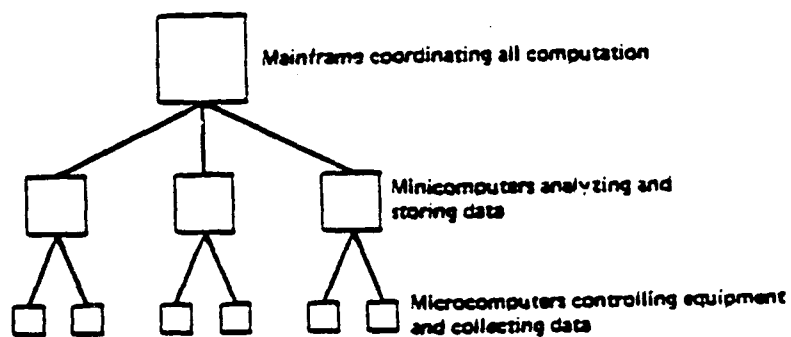 Mainframe coordinating all computation
Minicomputers analyzing and
storing data
Microcomputers controlling equipment
and collecting data